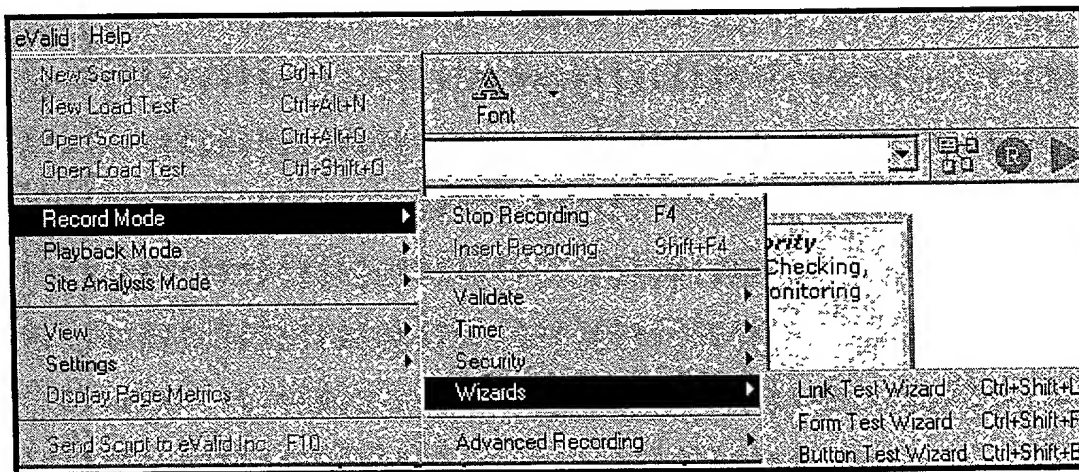 eValid Help
New Script Ctrl+N
New Load Test Ctrl+Alt+N
Open Script Ctrl+Alt+O
Open Load Test Ctrl+Shift+O
Font
R
Record Mode
Playback Mode
Site Analysis Mode
View
Settings
Display Page Metrics
Send Script to eValid Inc. F10
Stop Recording F4
Insert Recording Shift+F4
Validate
Timer
Security
Wizards
Advanced Recording
ority
Checking,
onitoring
Link Test Wizard Ctrl+Shift+L
Form Test Wizard Ctrl+Shift+F
Button Test Wizard